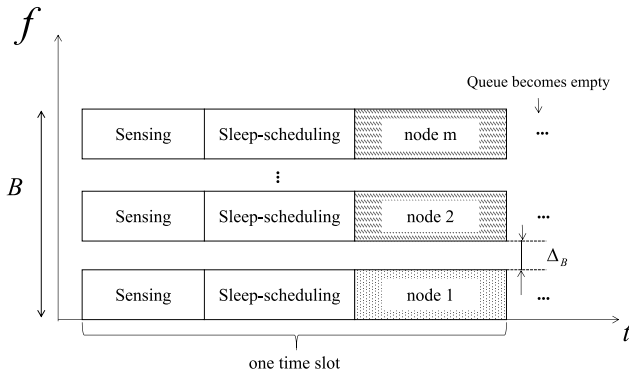 f
Queue becomes empty
Sensing Sleep-scheduling node m ...
...
B
Sensing Sleep-scheduling node 2 ...
Δ_B
Sensing Sleep-scheduling node 1 ...
t
one time slot